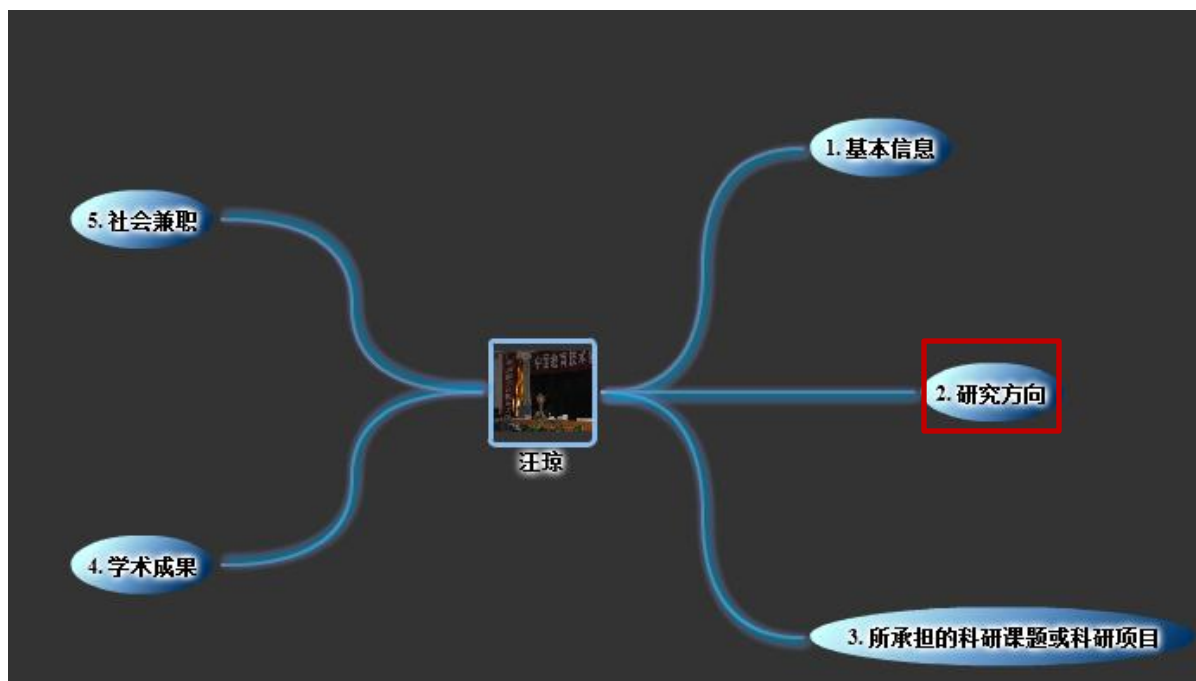 1. 基本信息
2. 研究方向
3. 所承担的科研课题或科研项目
4. 学术成果
5. 社会兼职
汪琼